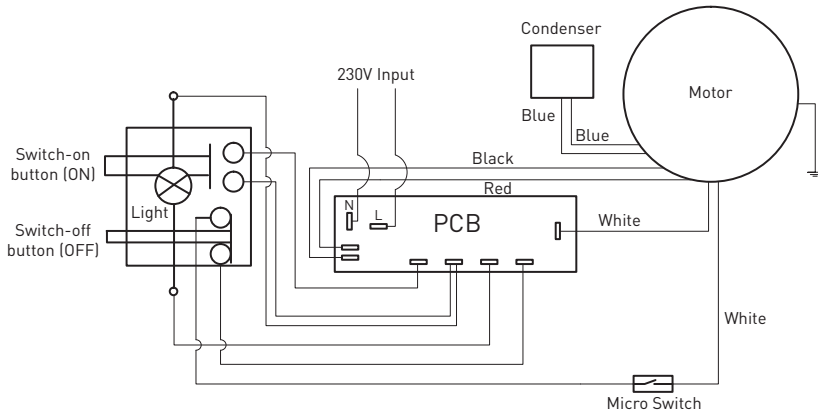 Condenser
230V Input
Motor
Blue
Blue
Switch-on
button (ON)
Black
Red
Light
N
L
PCB
White
Switch-off
button (OFF)
White
Micro Switch